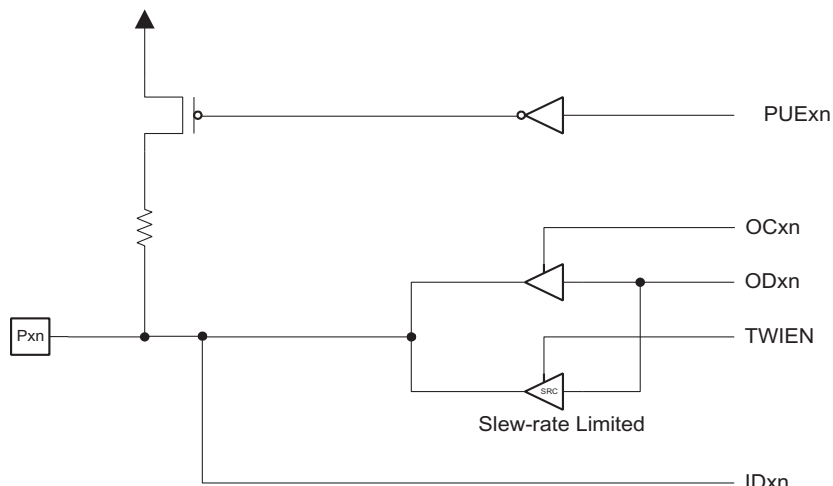 PUExn
OCxn
ODxn
Pxn
TWIEN
SRC
Slew-rate Limited
IDxn